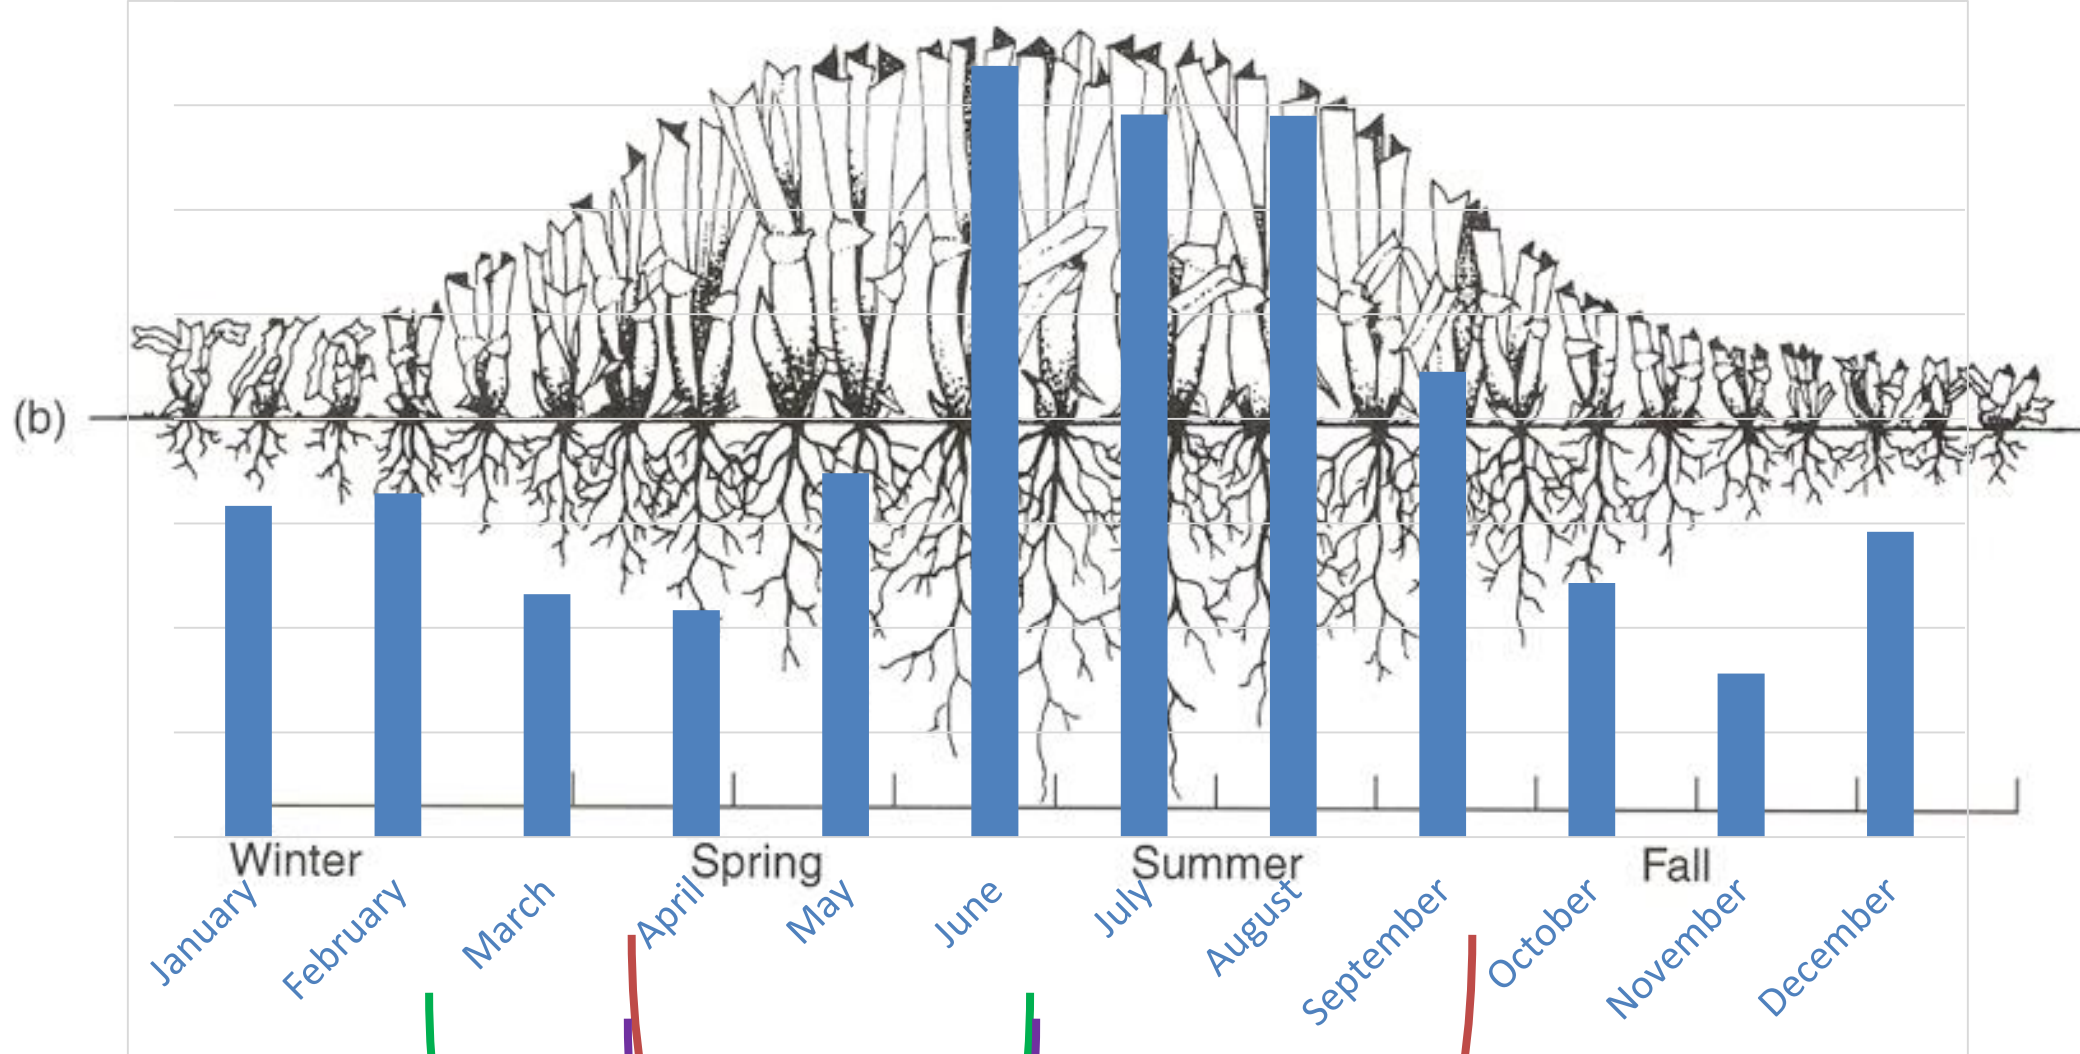 (b)
Winter Spring Summer Fall
January February March April May June July August September October November December